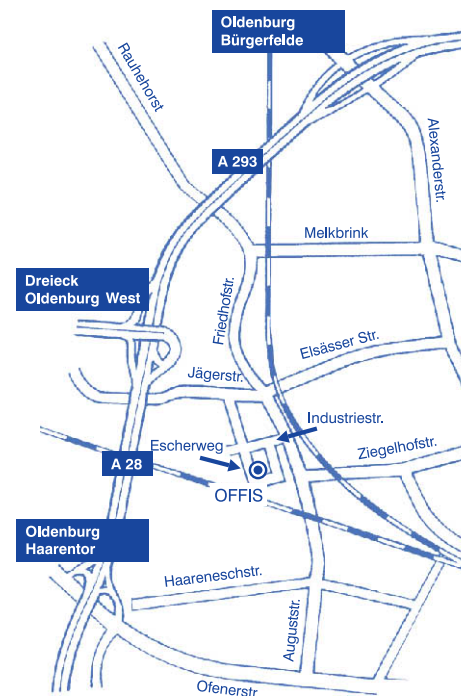 Oldenburg
Bürgerfelde
Rauhehorst
Alexanderstr.
A 293
Melkbrink
Dreieck
Oldenburg West
Friedhofstr.
Elsässer Str.
Jägerstr.
Industriestr.
Escherweg
Ziegelhofstr.
A 28
OFFIS
Oldenburg
Haarentor
Haareneschstr.
Auguststr.
Ofenerstr